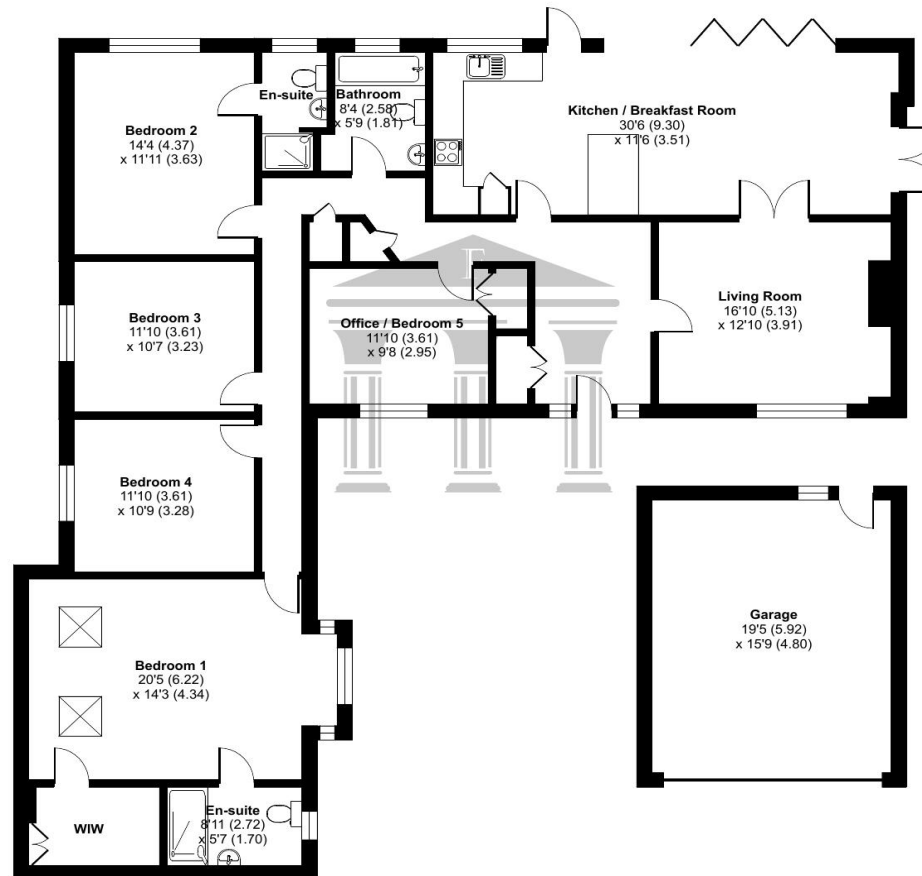 En-suite
Bathroom
8'4 (2.58)
x 5'9 (1.81)
Kitchen / Breakfast Room
30'6 (9.30)
x 11'6 (3.51)
Bedroom 2
14'4 (4.37)
x 11'11 (3.63)
F
Bedroom 3
11'10 (3.61)
x 10'7 (3.23)
Office / Bedroom 5
11'10 (3.61)
x 9'8 (2.95)
Living Room
16'10 (5.13)
x 12'10 (3.91)
Bedroom 4
11'10 (3.61)
x 10'9 (3.28)
Garage
19'5 (5.92)
x 15'9 (4.80)
Bedroom 1
20'5 (6.22)
x 14'3 (4.34)
WIW
En-suite
8'11 (2.72)
x 5'7 (1.70)